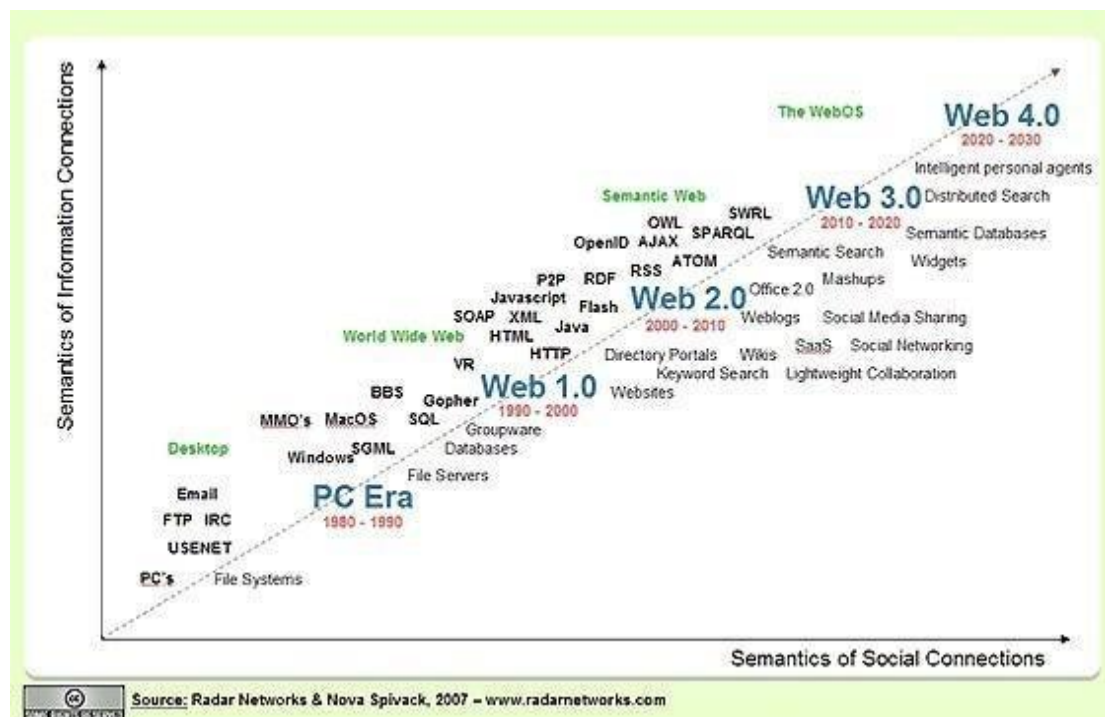 Semantics of Information Connections
The WebOS
Web 4.0
2020 - 2030
Intelligent personal agents
Semantic Web
Web 3.0
Distributed Search
2010 - 2020
SWRL
OWL
SPARQL
Semantic Databases
OpenID
AJAX
Semantic Search
Widgets
ATOM
RSS
P2P
RDF
Mashups
Office 2.0
Javascript
Web 2.0
Flash
SOAP
XML
Weblogs
Social Media Sharing
2000 - 2010
Java
World Wide Web
HTML
SaaS
Social Networking
HTTP
Directory Portals
Wikis
VR
Keyword Search
Lightweight Collaboration
Web 1.0
Websites
BBS
Gopher
1990 - 2000
MMO's
MacOS
SQL
Groupware
Desktop
SGML
Databases
Windows
File Servers
Email
PC Era
1980 - 1990
FTP
IRC
USENET
PC's
File Systems
Semantics of Social Connections
cc
Source: Radar Networks & Nova Spivack, 2007 – www.radarnetworks.com